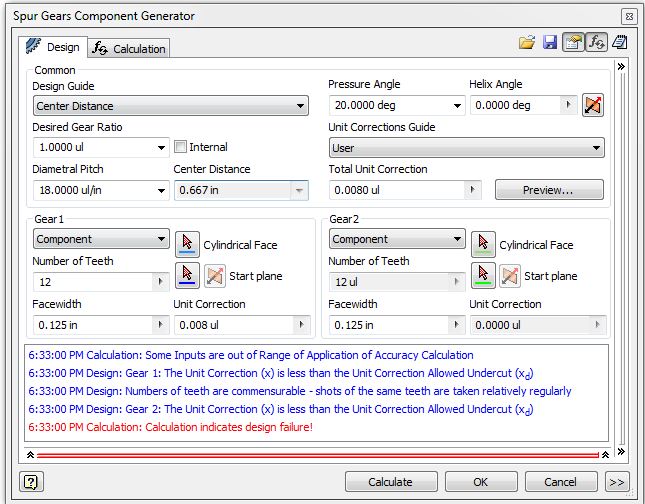 Spur Gears Component Generator
Design
Calculation
Common
Design Guide
Pressure Angle
Helix Angle
Center Distance
20.0000 deg
0.0000 deg
Desired Gear Ratio
Unit Corrections Guide
1.0000 ul
Internal
User
Diametral Pitch
Center Distance
Total Unit Correction
18.0000 ul/in
0.667 in
0.0080 ul
Preview...
Gear1
Gear2
Component
Cylindrical Face
Component
Cylindrical Face
Number of Teeth
Number of Teeth
12
Start plane
12 ul
Start plane
Facewidth
Unit Correction
Facewidth
Unit Correction
0.125 in
0.008 ul
0.125 in
0.0000 ul
6:33:00 PM Calculation: Some Inputs are out of Range of Application of Accuracy Calculation
6:33:00 PM Design: Gear 1: The Unit Correction (x) is less than the Unit Correction Allowed Undercut (xd)
6:33:00 PM Design: Numbers of teeth are commensurable - shots of the same teeth are taken relatively regularly
6:33:00 PM Design: Gear 2: The Unit Correction (x) is less than the Unit Correction Allowed Undercut (xd)
6:33:00 PM Calculation: Calculation indicates design failure!
Calculate
OK
Cancel
>>